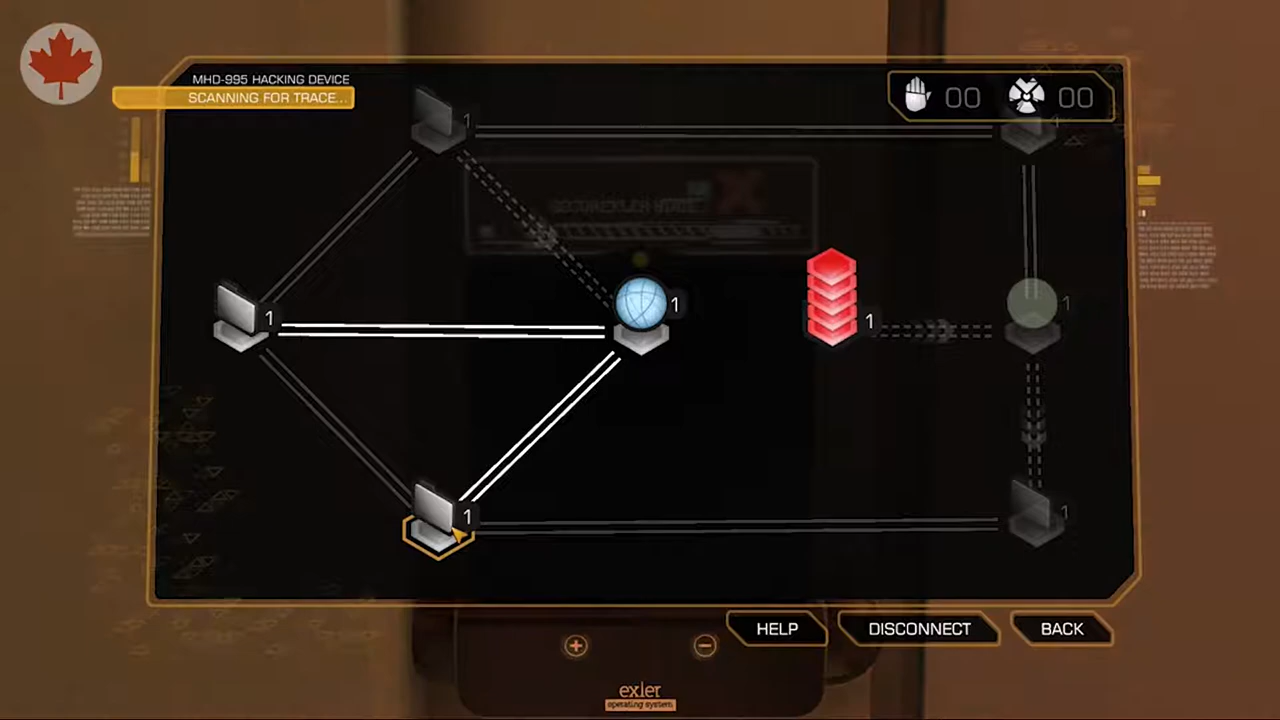 MHD-995 HACKING DEVICE
SCANNING FOR TRACE...
00 00
1
1
1
1
1
1
1
1
HELP
DISCONNECT
BACK
exler
operating system